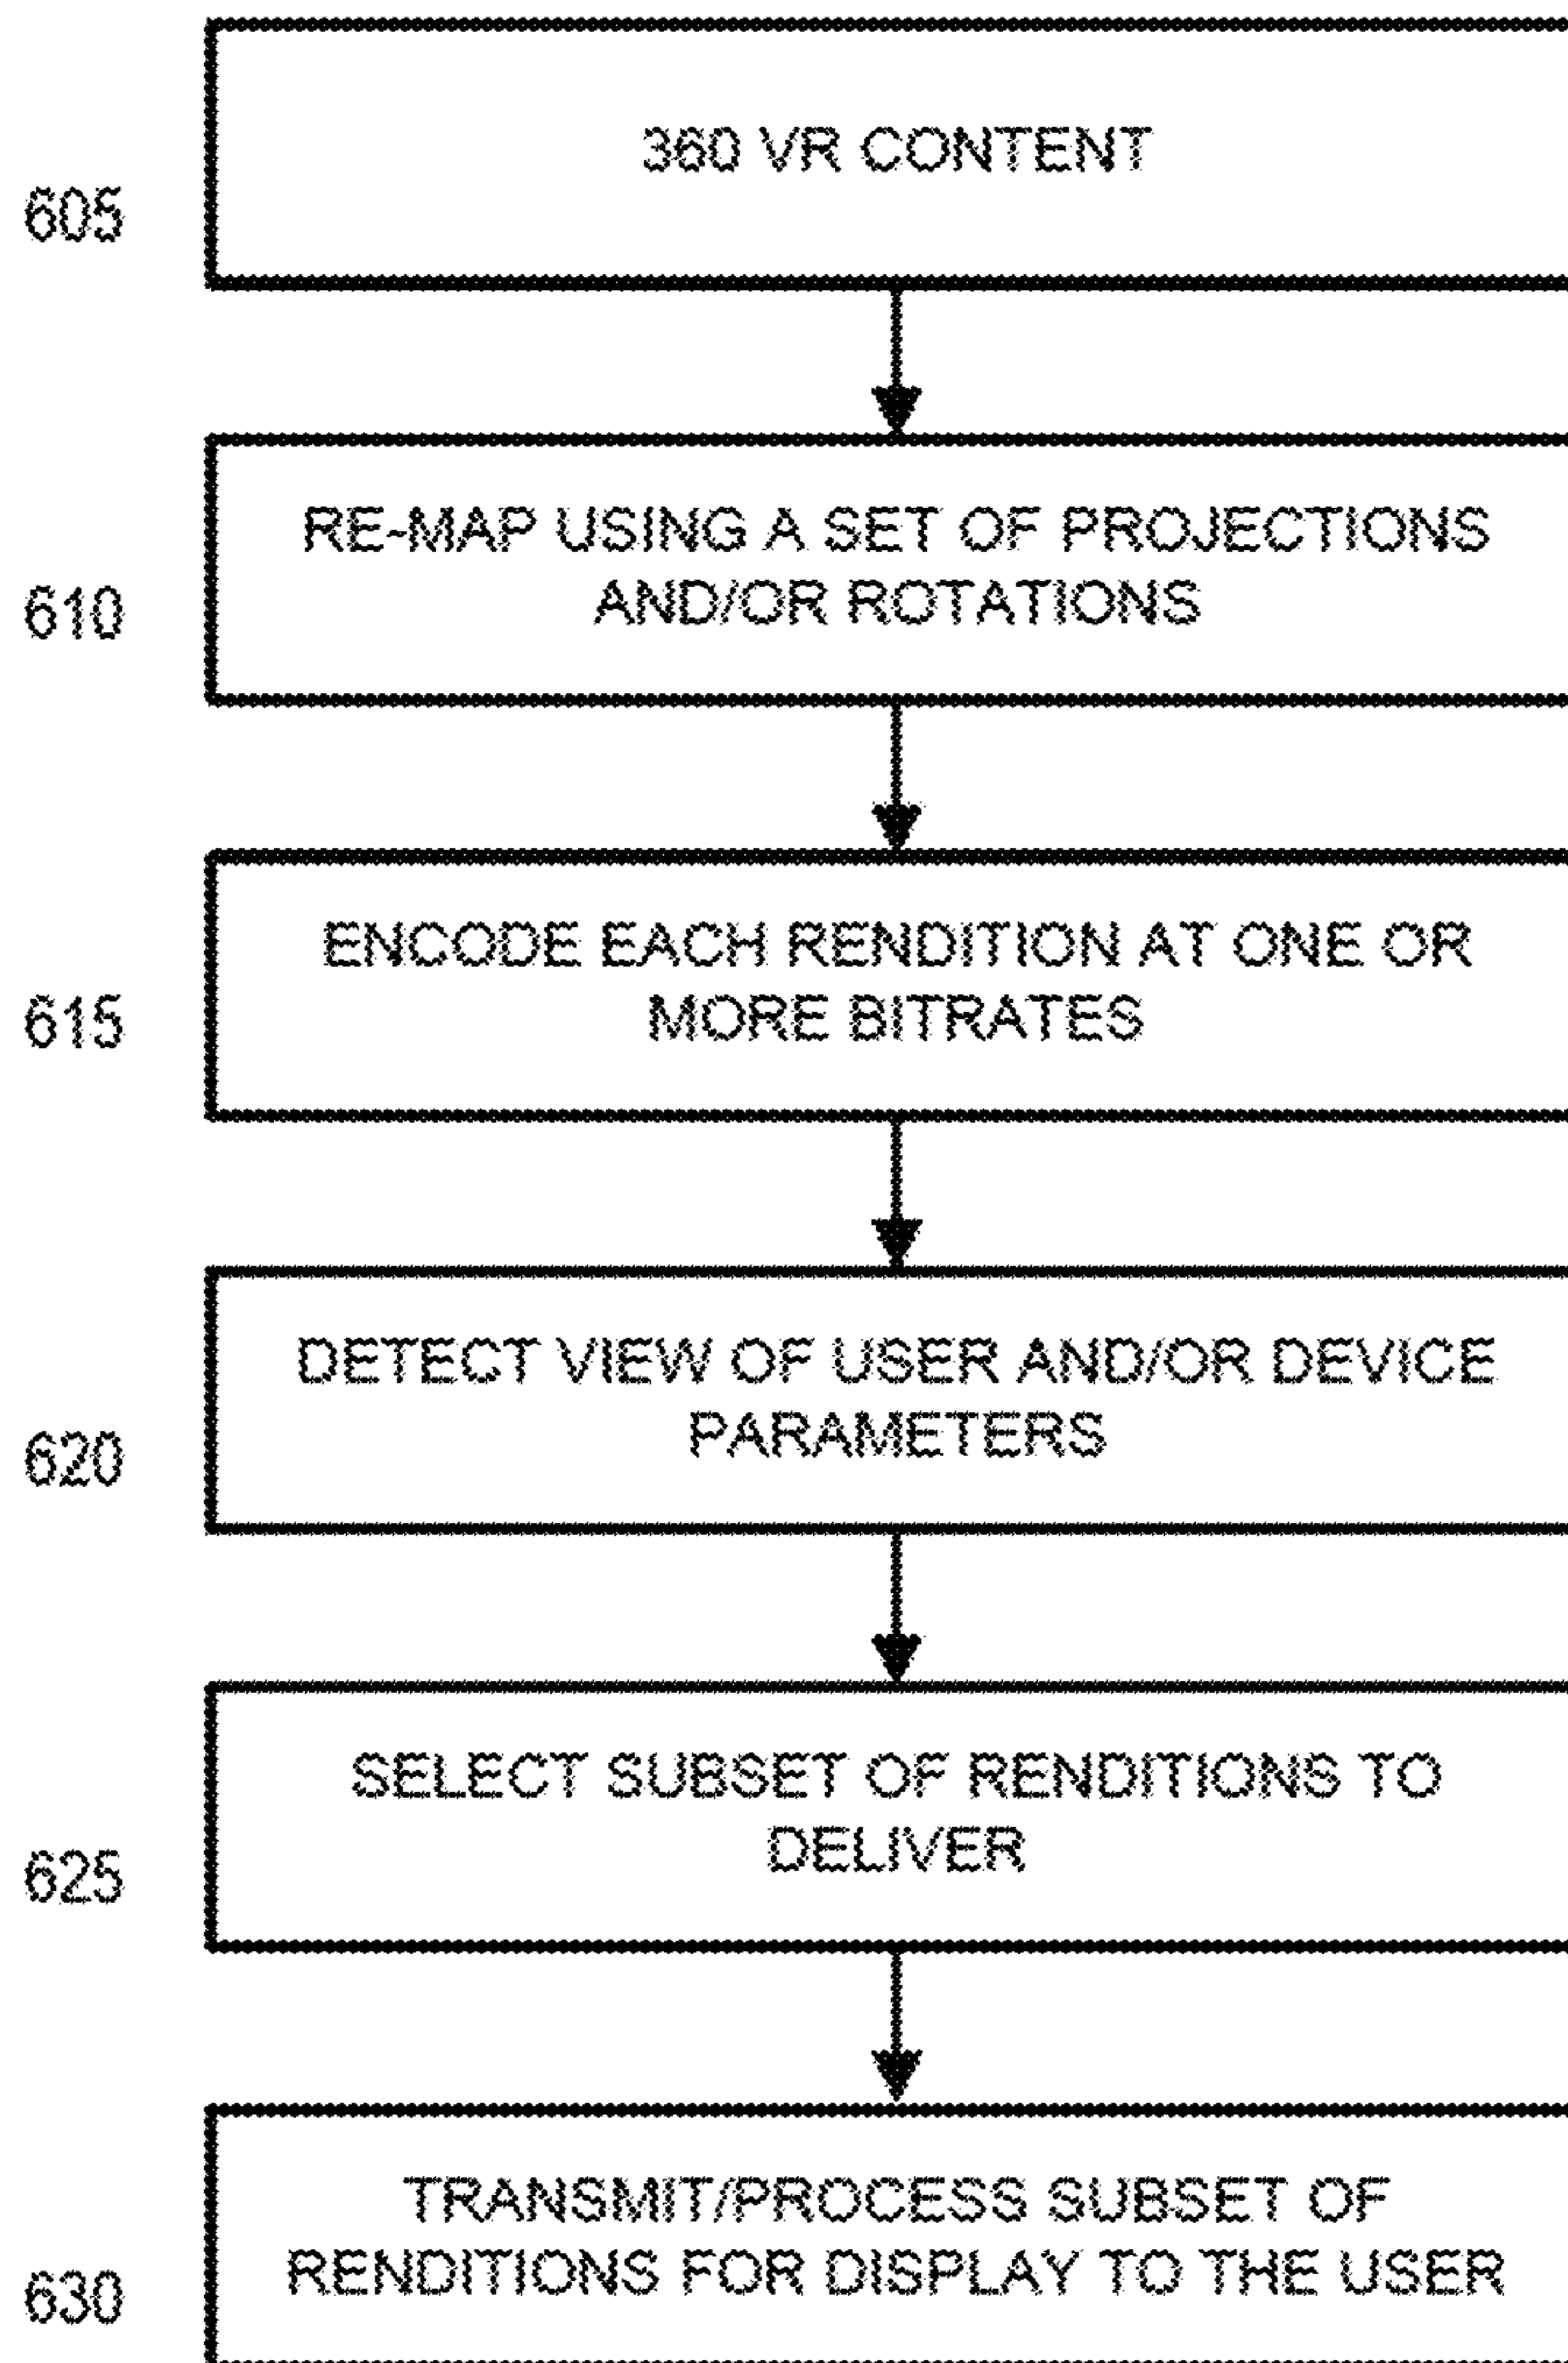 360 VR CONTENT
605
RE-MAP USING A SET OF PROJECTIONS
AND/OR ROTATIONS
610
ENCODE EACH RENDITION AT ONE OR
MORE BITRATES
615
DETECT VIEW OF USER AND/OR DEVICE
PARAMETERS
620
SELECT SUBSET OF RENDITIONS TO
DELIVER
625
TRANSMIT/PROCESS SUBSET OF
RENDITIONS FOR DISPLAY TO THE USER
630